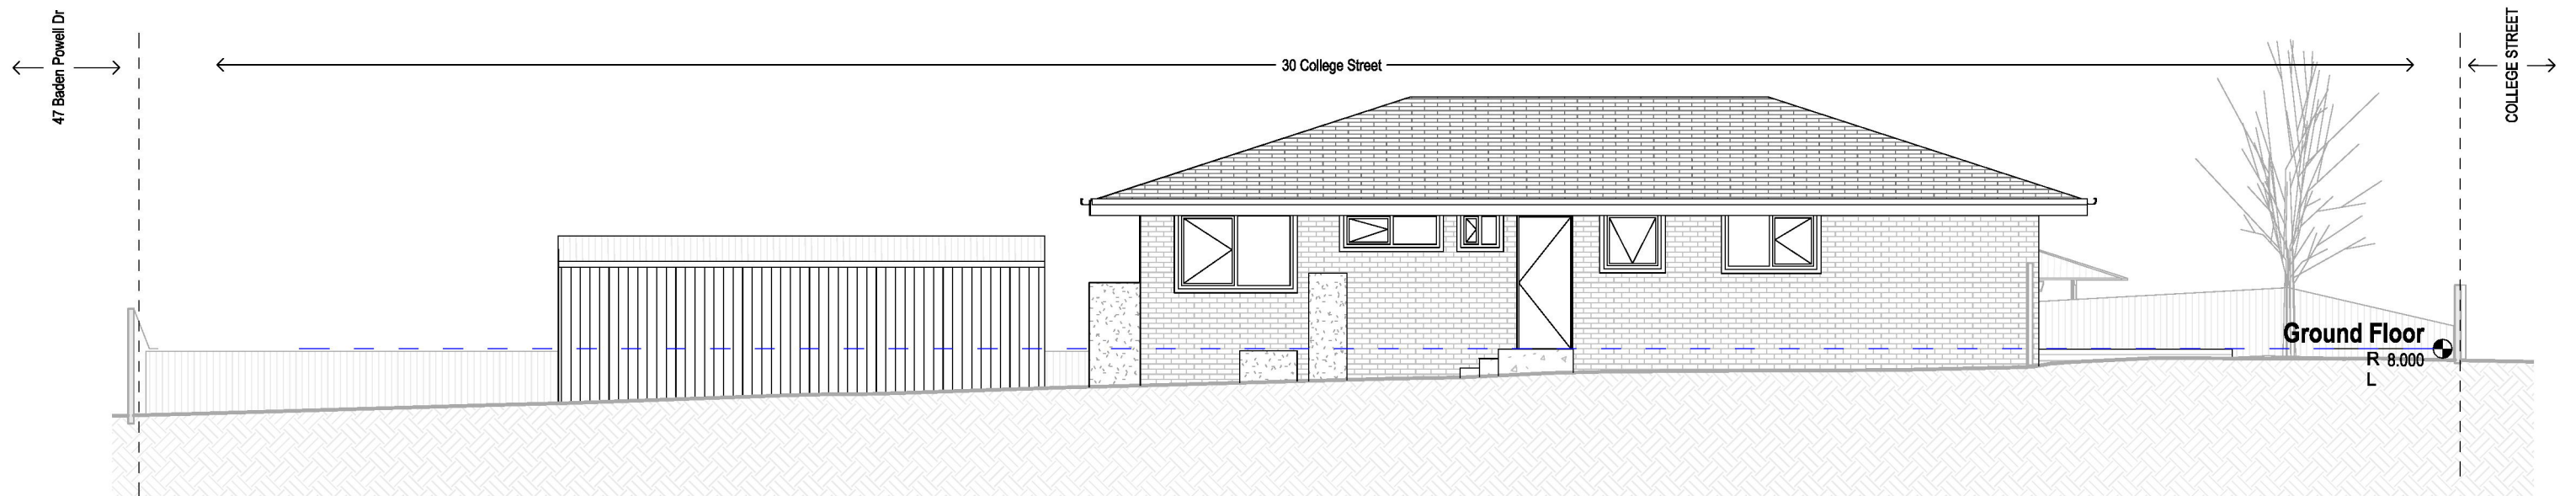 47 Baden Powell Dr
30 College Street
COLLEGE STREET
Ground Floor
R 8.000
L